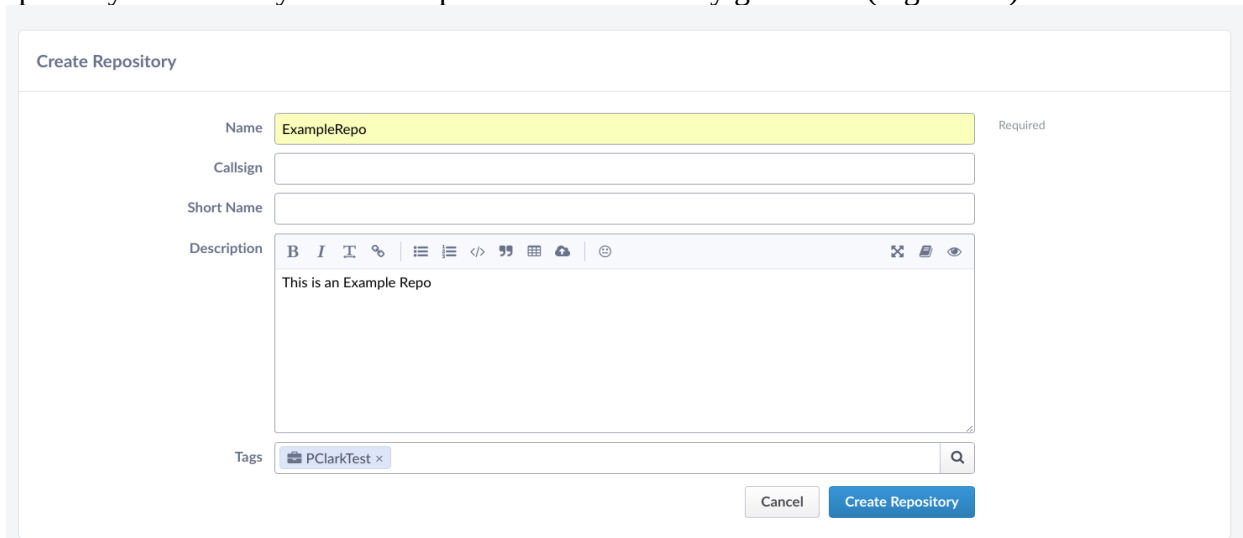 Create Repository
Name ExampleRepo Required
Callsign
Short Name
Description B I T
This is an Example Repo
Tags PClarkTest ×
Cancel Create Repository